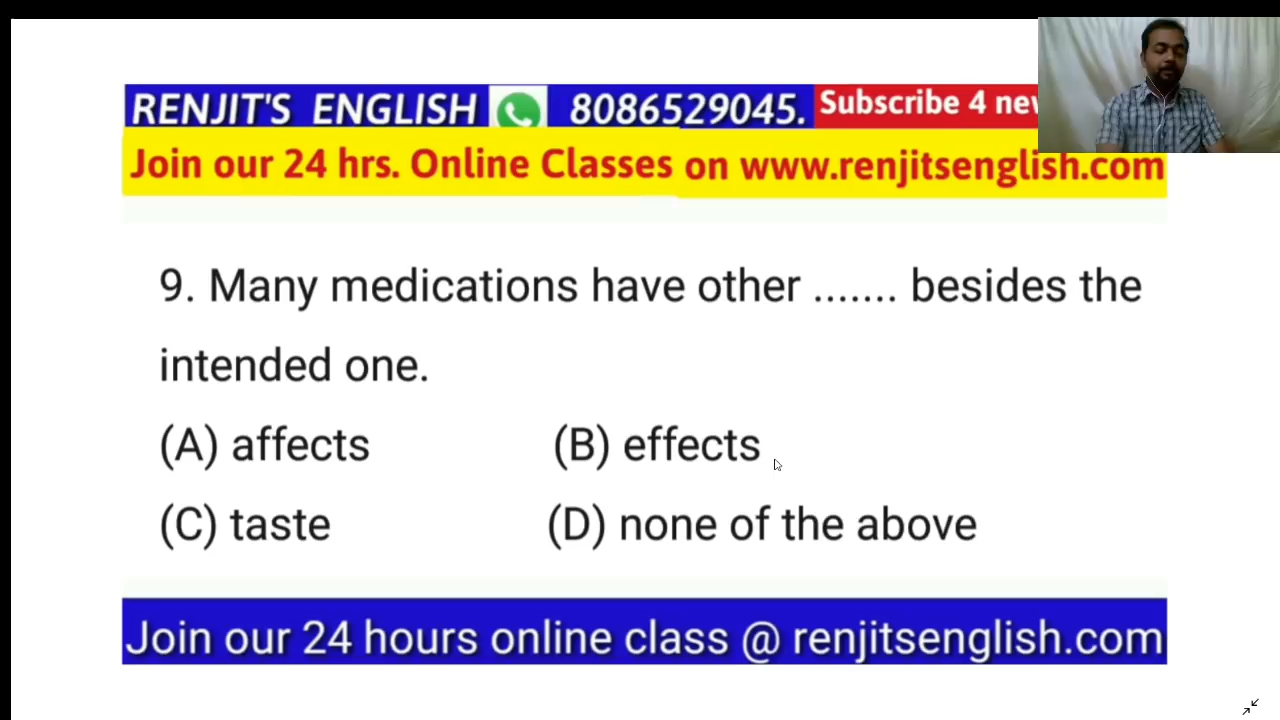 RENJIT'S ENGLISH 8086529045. Subscribe 4
Join our 24 hrs. Online Classes on www.renjitsenglish.com
9. Many medications have other ....... besides the
intended one.
(A) affects (B) effects
(C) taste (D) none of the above
Join our 24 hours online class @ renjitsenglish.com